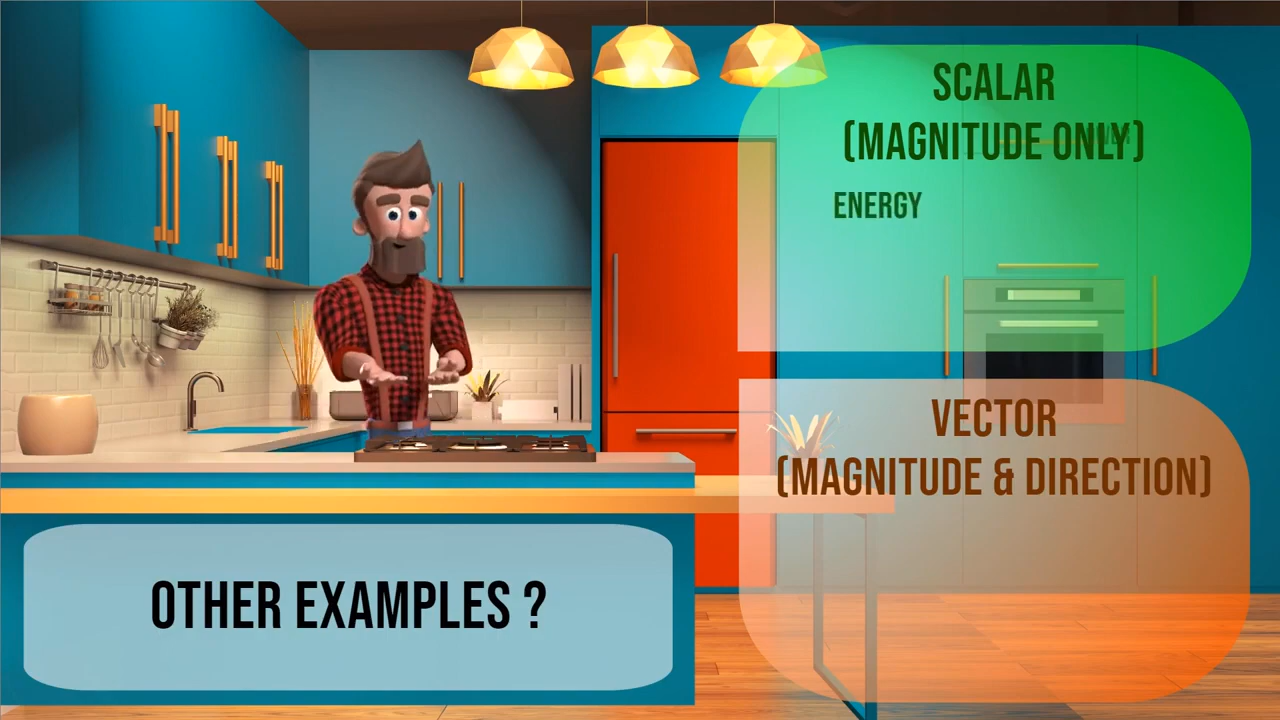 SCALAR
(MAGNITUDE ONLY)
ENERGY
VECTOR
(MAGNITUDE & DIRECTION)
OTHER EXAMPLES ?